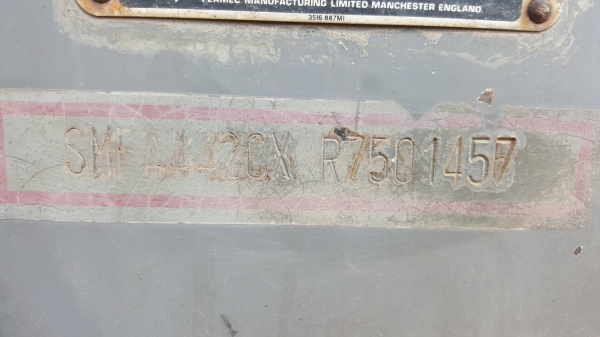 FERMEC MANUFACTURING LIMITED MANCHESTER ENGLAND
3516 887M1
SMFA442CX R7501457